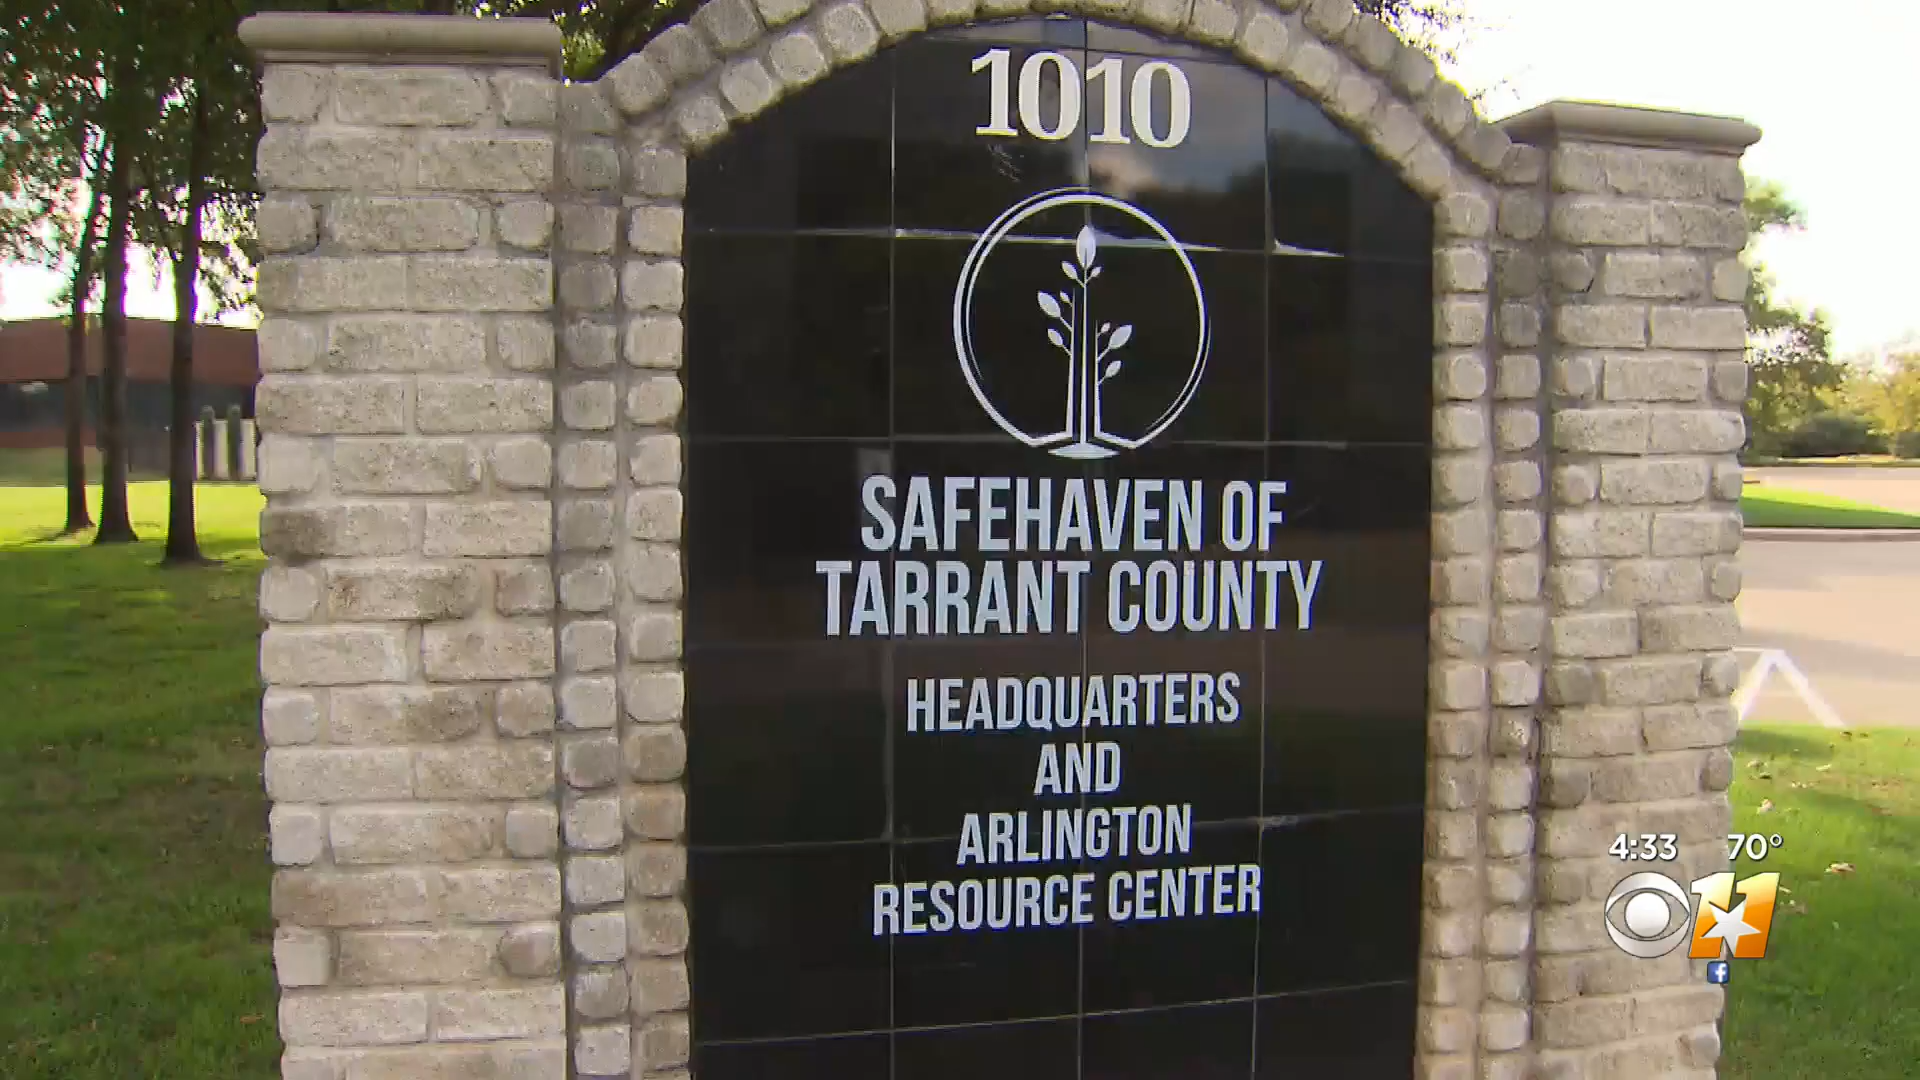 1010
SAFEHAVEN OF
TARRANT COUNTY
HEADQUARTERS
AND
ARLINGTON
RESOURCE CENTER
4:33 70°
11
f